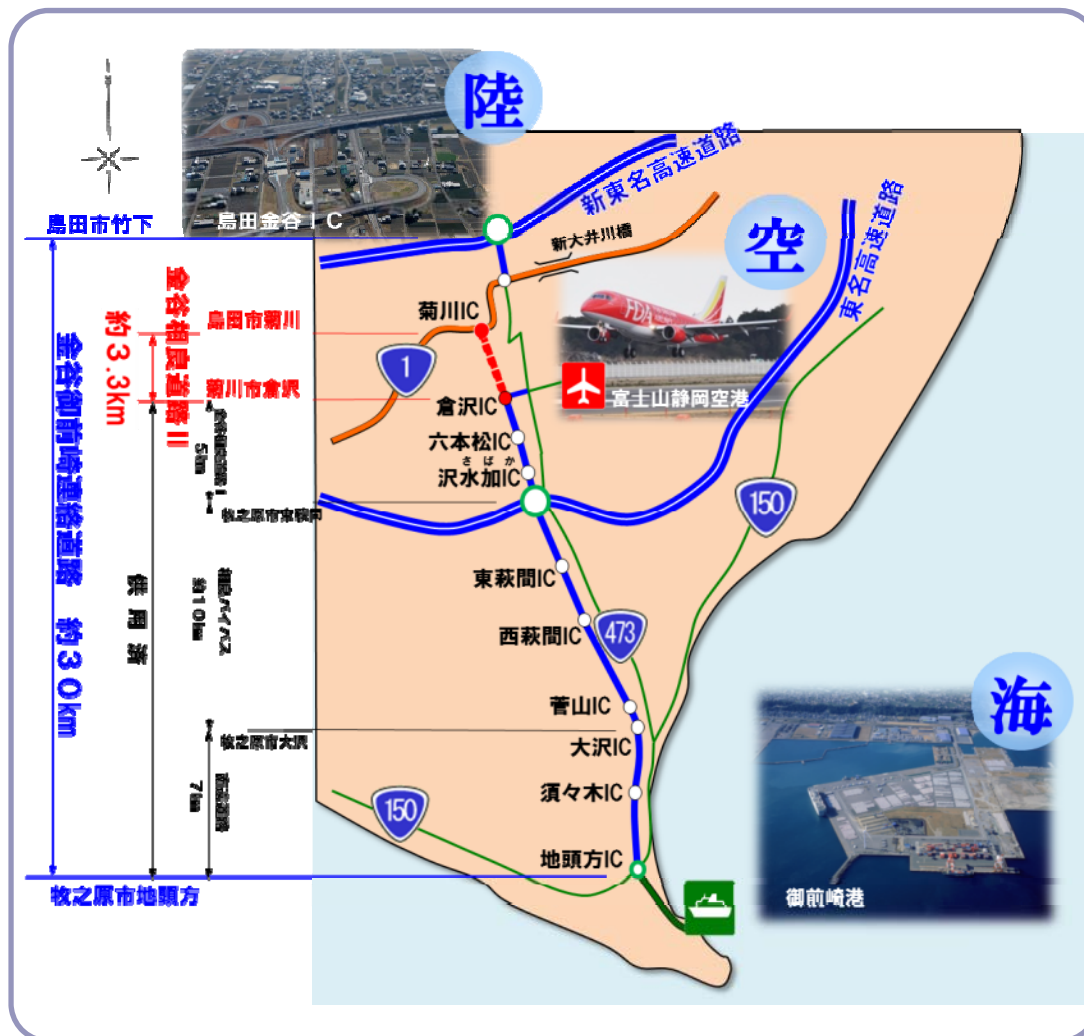 陸
新東名高速道路
島田金谷IC
島田市竹下
空
東名高速道路
新大井川橋
FDA
菊川IC
島田市菊川
金谷相良道路II
約3.3km
1
富士山静岡空港
菊川市倉沢
倉沢IC
六本松IC
さばか
沢水加IC
5km
金谷御前崎連絡道路 約30km
150
牧之原市東萩間
東萩間IC
供用済
相良バイパス
約10km
西萩間IC
473
海
菅山IC
大沢IC
牧之原市大沢
7km
須々木IC
150
地頭方IC
牧之原市地頭方
御前崎港